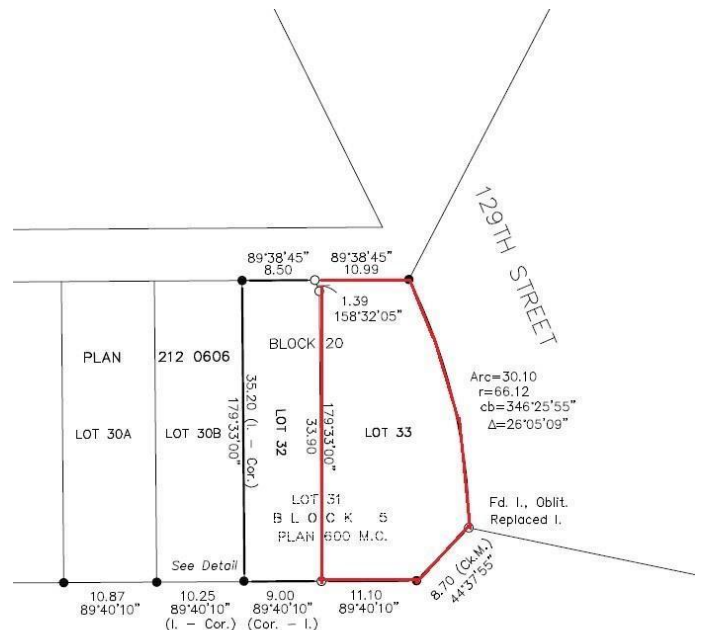 129TH STREET
89°38'45"
8.50
89°38'45"
10.99
1.39
158°32'05"
BLOCK 20
PLAN
212 0606
Arc=30.10
r=66.12
cb=346°25'55"
Δ=26°05'09"
35.20 (I. - Cor.)
179°33'00"
179°33'00"
33.90
LOT 30A
LOT 30B
LOT 32
LOT 33
LOT 31
BLOCK 5
PLAN 600 M.C.
Fd. I., Oblit.
Replaced I.
See Detail
8.70 (Ck.M.)
44°37'55"
10.87
89°40'10"
10.25
89°40'10"
(I. - Cor.)
9.00
89°40'10"
(Cor. - I.)
11.10
89°40'10"